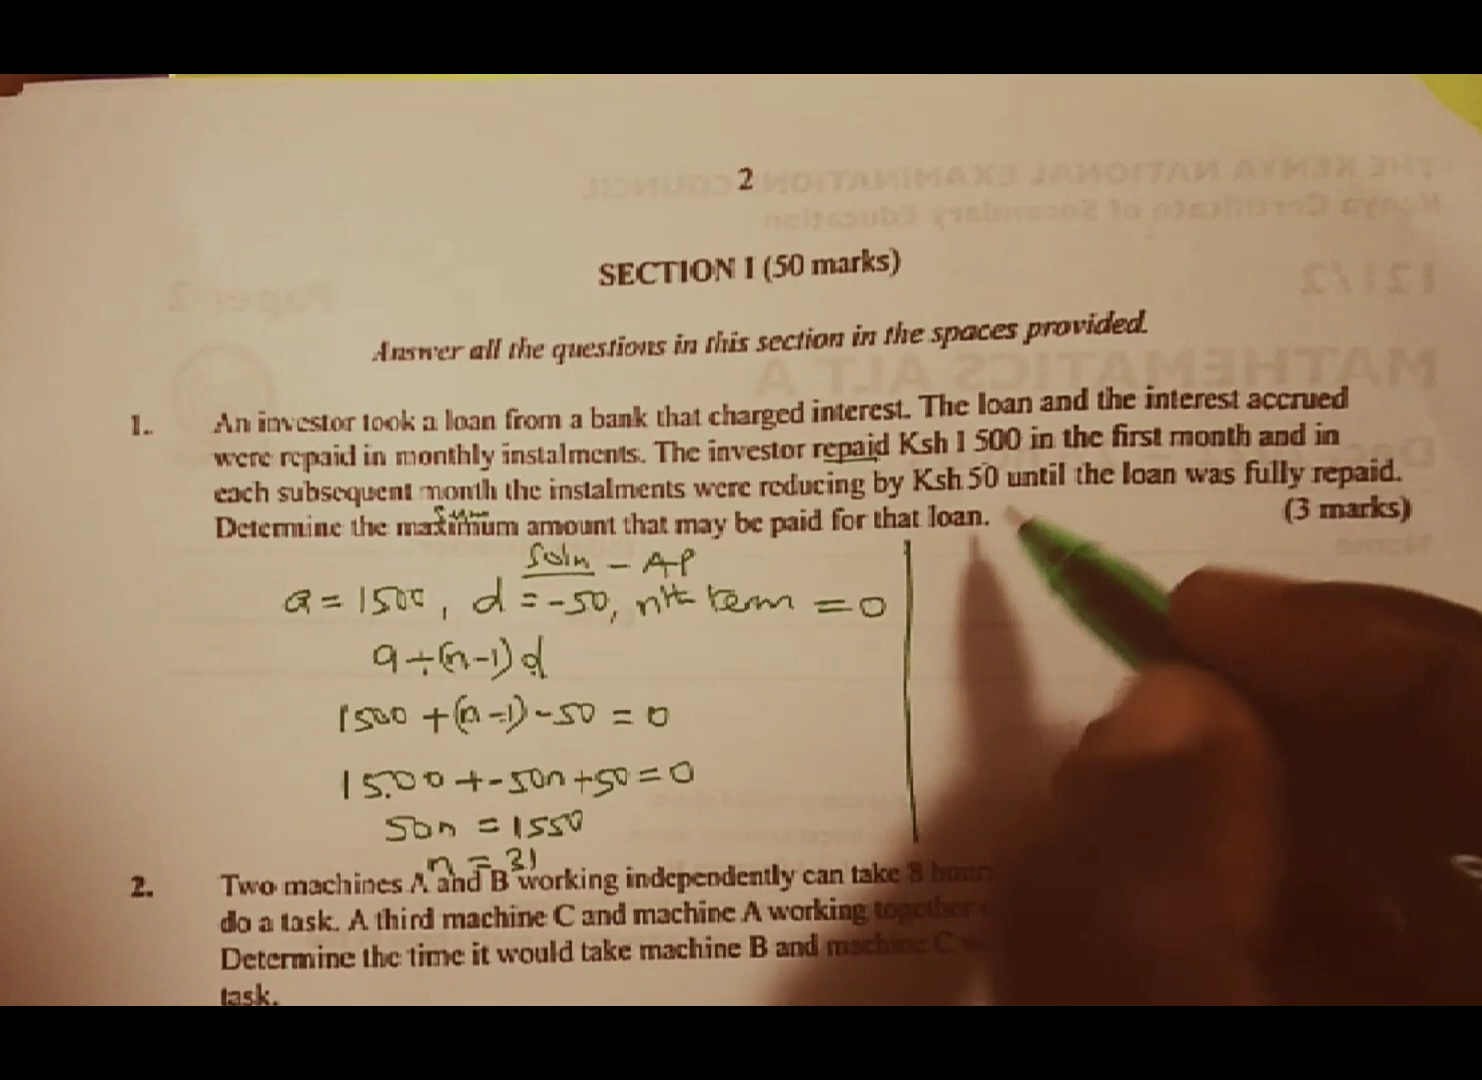 2
SECTION I (50 marks)
Answer all the questions in this section in the spaces provided.
1. An investor took a loan from a bank that charged interest. The loan and the interest accrued
were repaid in monthly instalments. The investor repaid Ksh 1 500 in the first month and in
each subsequent month the instalments were reducing by Ksh 50 until the loan was fully repaid.
Determine the maximum amount that may be paid for that loan. (3 marks)
Soln - AP
a = 1500, d = -50, nth term = 0
a + (n-1) d
1500 + (n-1) -50 = 0
1500 + -50n + 50 = 0
50n = 1550
n = 31
2. Two machines A and B working independently can take 8 hours
do a task. A third machine C and machine A working together
Determine the time it would take machine B and machine C
task.